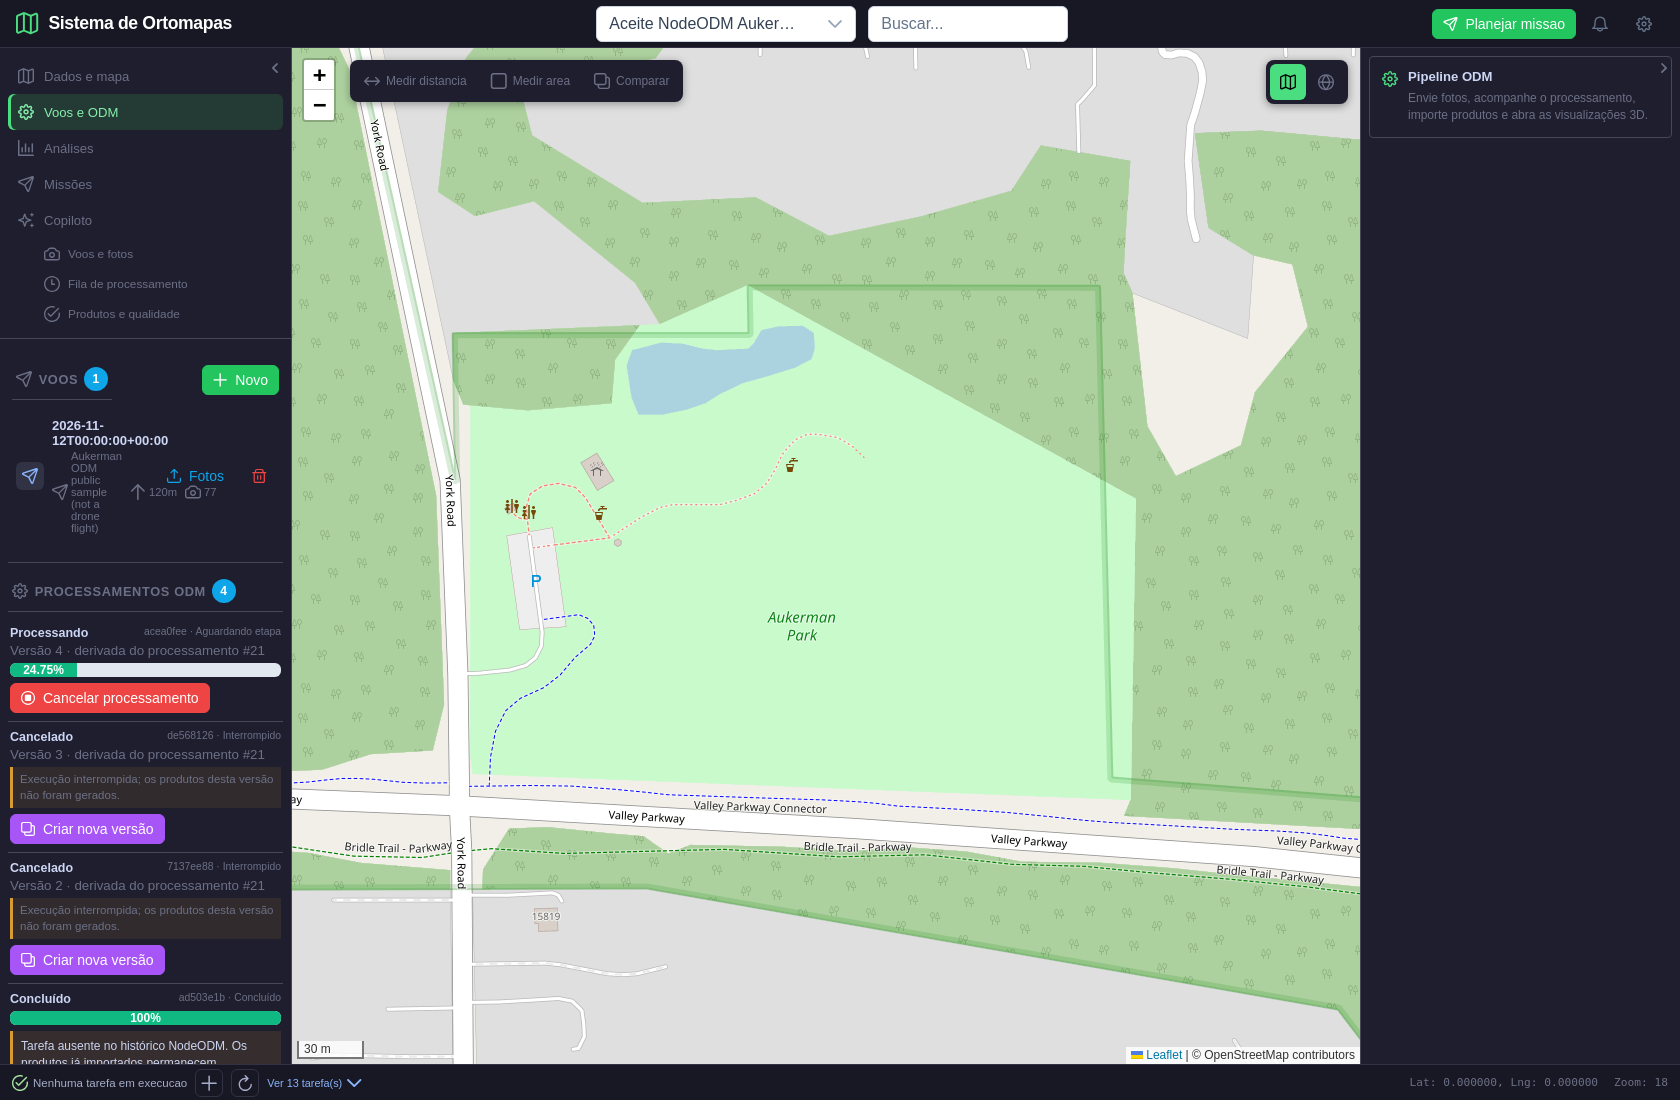 Sistema de Ortomapas
Aceite NodeODM Auker…
Buscar...
Planejar missao
Dados e mapa
Voos e ODM
Análises
Missões
Copiloto
Voos e fotos
Fila de processamento
Produtos e qualidade
VOOS 1
Novo
2026-11-
12T00:00:00+00:00
Aukerman
ODM
public
sample
(not a
drone
flight)
120m
77
Fotos
PROCESSAMENTOS ODM 4
Processando
acea0fee · Aguardando etapa
Versão 4 · derivada do processamento #21
24.75%
Cancelar processamento
Cancelado
de568126 · Interrompido
Versão 3 · derivada do processamento #21
Execução interrompida; os produtos desta versão
não foram gerados.
Criar nova versão
Cancelado
7137ee88 · Interrompido
Versão 2 · derivada do processamento #21
Execução interrompida; os produtos desta versão
não foram gerados.
Criar nova versão
Concluído
ad503e1b · Concluído
100%
Tarefa ausente no histórico NodeODM. Os
produtos já importados permanecem
+
−
Medir distancia
Medir area
Comparar
York Road
York Road
P
Aukerman
Park
ay
Valley Parkway Connector
Valley Parkway
Valley Parkway
Valley Parkway C
Bridle Trail - Parkway
Bridle Trail - Parkway
Bridle Trail - Parkway
York Road
15819
30 m
Leaflet | © OpenStreetMap contributors
Pipeline ODM
Envie fotos, acompanhe o processamento,
importe produtos e abra as visualizações 3D.
Nenhuma tarefa em execucao
Ver 13 tarefa(s)
Lat: 0.000000, Lng: 0.000000
Zoom: 18